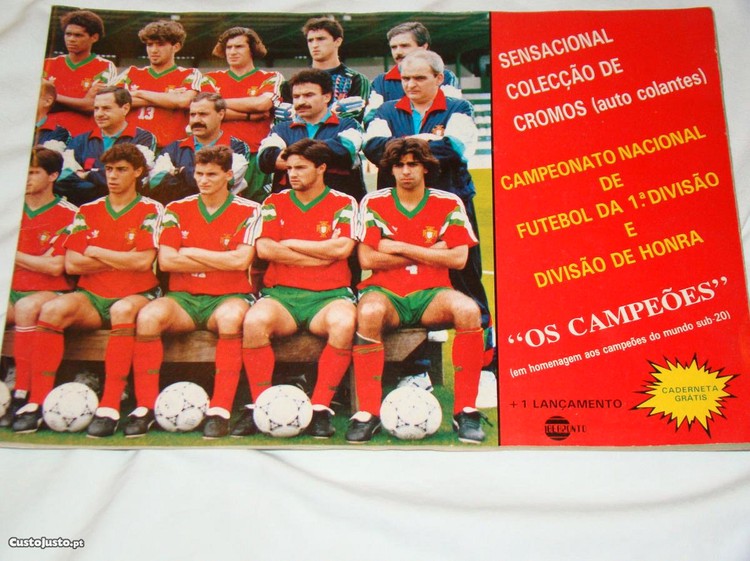 SENSACIONAL
COLECÇÃO DE
CROMOS (auto colantes)
CAMPEONATO NACIONAL
DE
FUTEBOL DA 1.ª DIVISÃO
E
DIVISÃO DE HONRA
"OS CAMPEÕES"
(em homenagem aos campeões do mundo sub-20)
CADERNETA
GRÁTIS
+ 1 LANÇAMENTO
13
CustoJusto.pt